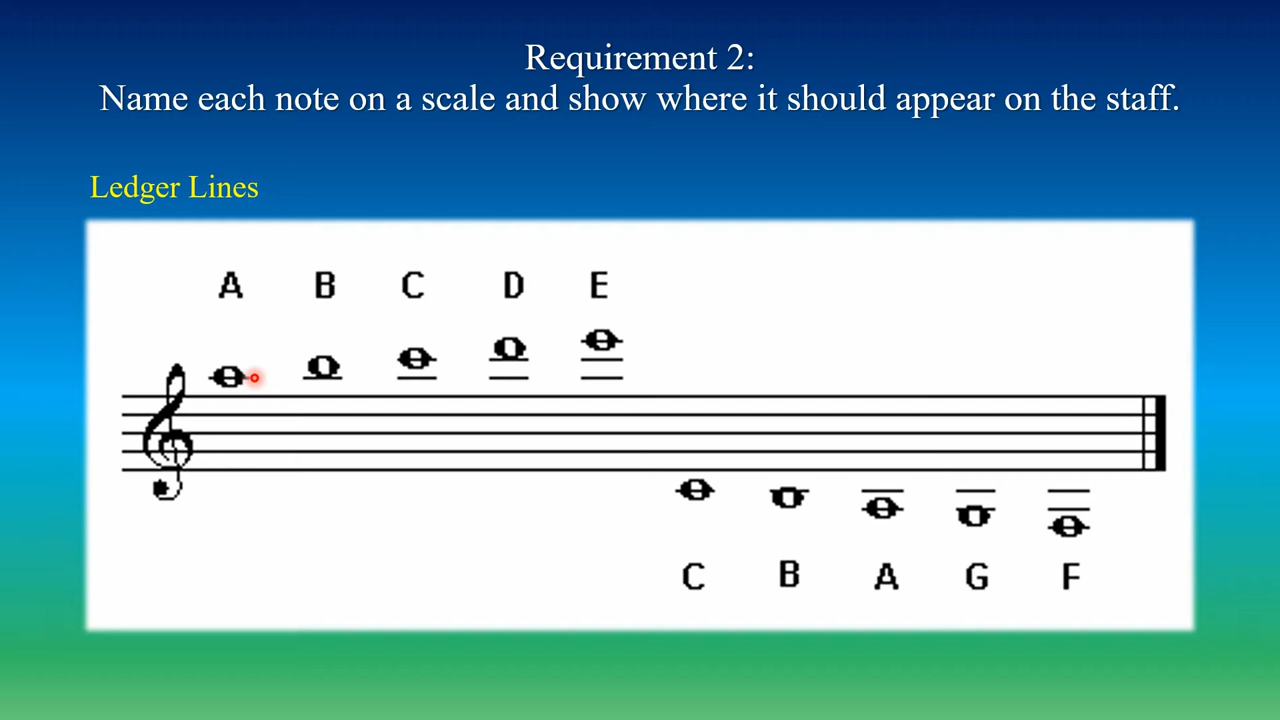 Requirement 2:
Name each note on a scale and show where it should appear on the staff.
Ledger Lines
A B C D E
C B A G F